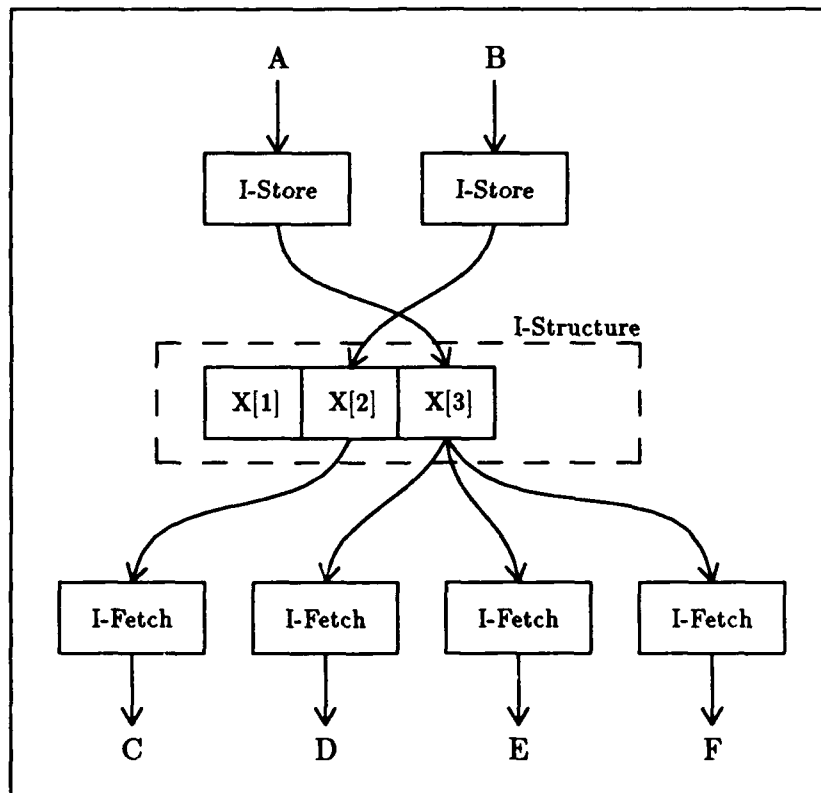 A B
I-Store I-Store
I-Structure
X[1] X[2] X[3]
I-Fetch I-Fetch I-Fetch I-Fetch
C D E F